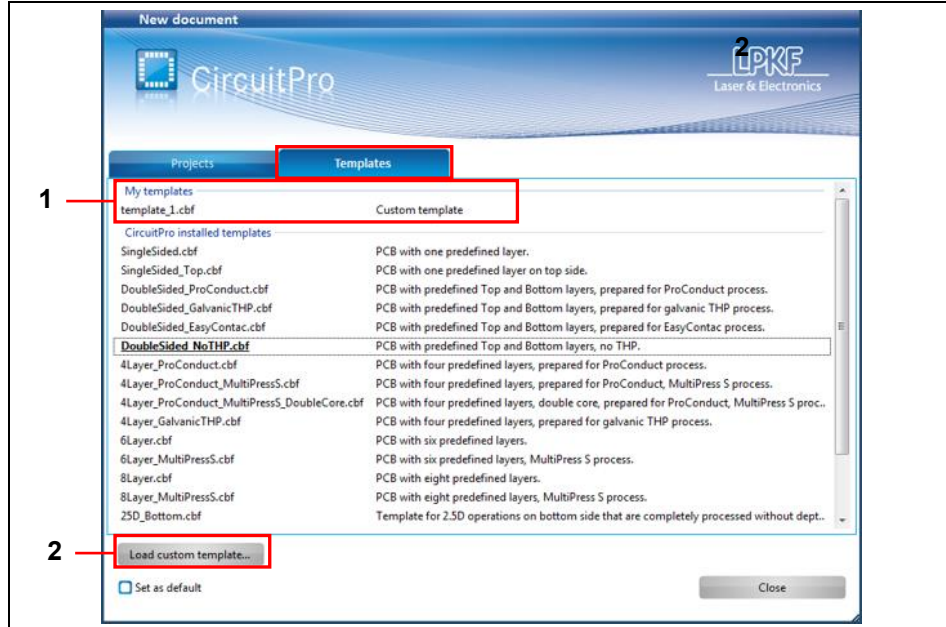 New document
2
CircuitPro
LPKF
Laser & Electronics
Projects
Templates
1
My templates
template_1.cbf Custom template
CircuitPro installed templates
SingleSided.cbf PCB with one predefined layer.
SingleSided_Top.cbf PCB with one predefined layer on top side.
DoubleSided_ProConduct.cbf PCB with predefined Top and Bottom layers, prepared for ProConduct process.
DoubleSided_GalvanicTHP.cbf PCB with predefined Top and Bottom layers, prepared for galvanic THP process.
DoubleSided_EasyContac.cbf PCB with predefined Top and Bottom layers, prepared for EasyContac process.
DoubleSided_NoTHP.cbf PCB with predefined Top and Bottom layers, no THP.
4Layer_ProConduct.cbf PCB with four predefined layers, prepared for ProConduct process.
4Layer_ProConduct_MultiPressS.cbf PCB with four predefined layers, prepared for ProConduct, MultiPress S process.
4Layer_ProConduct_MultiPressS_DoubleCore.cbf PCB with four predefined layers, double core, prepared for ProConduct, MultiPress S proc..
4Layer_GalvanicTHP.cbf PCB with four predefined layers, prepared for galvanic THP process.
6Layer.cbf PCB with six predefined layers.
6Layer_MultiPressS.cbf PCB with six predefined layers, MultiPress S process.
8Layer.cbf PCB with eight predefined layers.
8Layer_MultiPressS.cbf PCB with eight predefined layers, MultiPress S process.
25D_Bottom.cbf Template for 2.5D operations on bottom side that are completely processed without dept..
2
Load custom template...
Set as default
Close